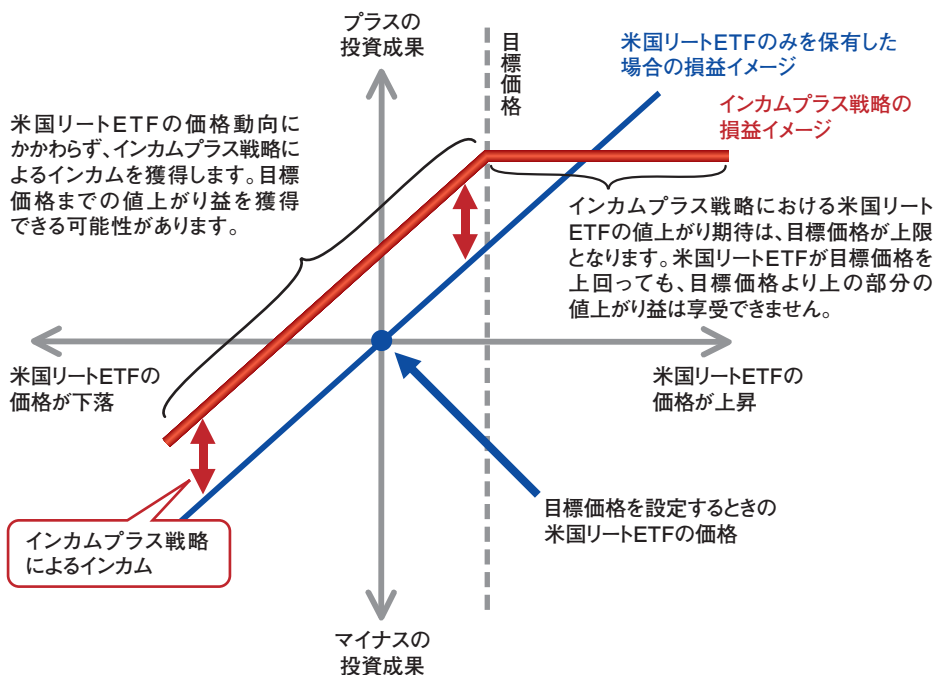 プラスの
投資成果
目標価格
米国リートETFのみを保有した
場合の損益イメージ
インカムプラス戦略の
損益イメージ
米国リートETFの価格動向に
かかわらず、インカムプラス戦略に
よるインカムを獲得します。目標
価格までの値上がり益を獲得
できる可能性があります。
インカムプラス戦略における米国リート
ETFの値上がり期待は、目標価格が上限
となります。米国リートETFが目標価格を
上回っても、目標価格より上の部分の
値上がり益は享受できません。
米国リートETFの
価格が下落
米国リートETFの
価格が上昇
目標価格を設定するときの
米国リートETFの価格
インカムプラス戦略
によるインカム
マイナスの
投資成果